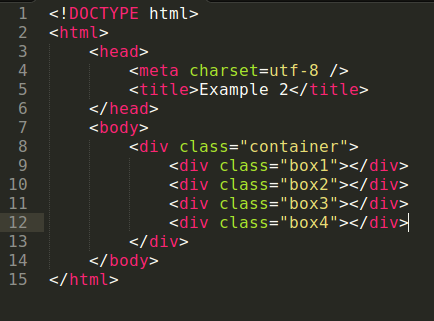 1 <!DOCTYPE html>
2 <html>
3     <head>
4         <meta charset=utf-8 />
5         <title>Example 2</title>
6     </head>
7     <body>
8         <div class="container">
9             <div class="box1"></div>
10             <div class="box2"></div>
11             <div class="box3"></div>
12             <div class="box4"></div>
13         </div>
14     </body>
15 </html>